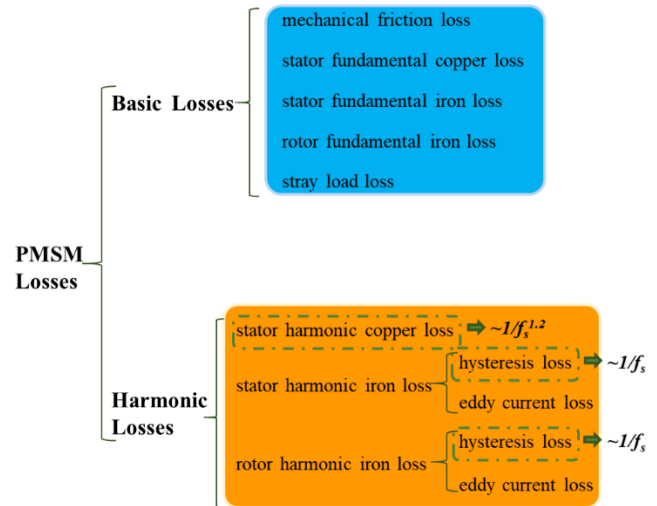 mechanical friction loss
stator fundamental copper loss
Basic Losses
stator fundamental iron loss
rotor fundamental iron loss
stray load loss
PMSM
Losses
stator harmonic copper loss
~1/fs^1.2
hysteresis loss
~1/fs
stator harmonic iron loss
eddy current loss
Harmonic
Losses
hysteresis loss
~1/fs
rotor harmonic iron loss
eddy current loss